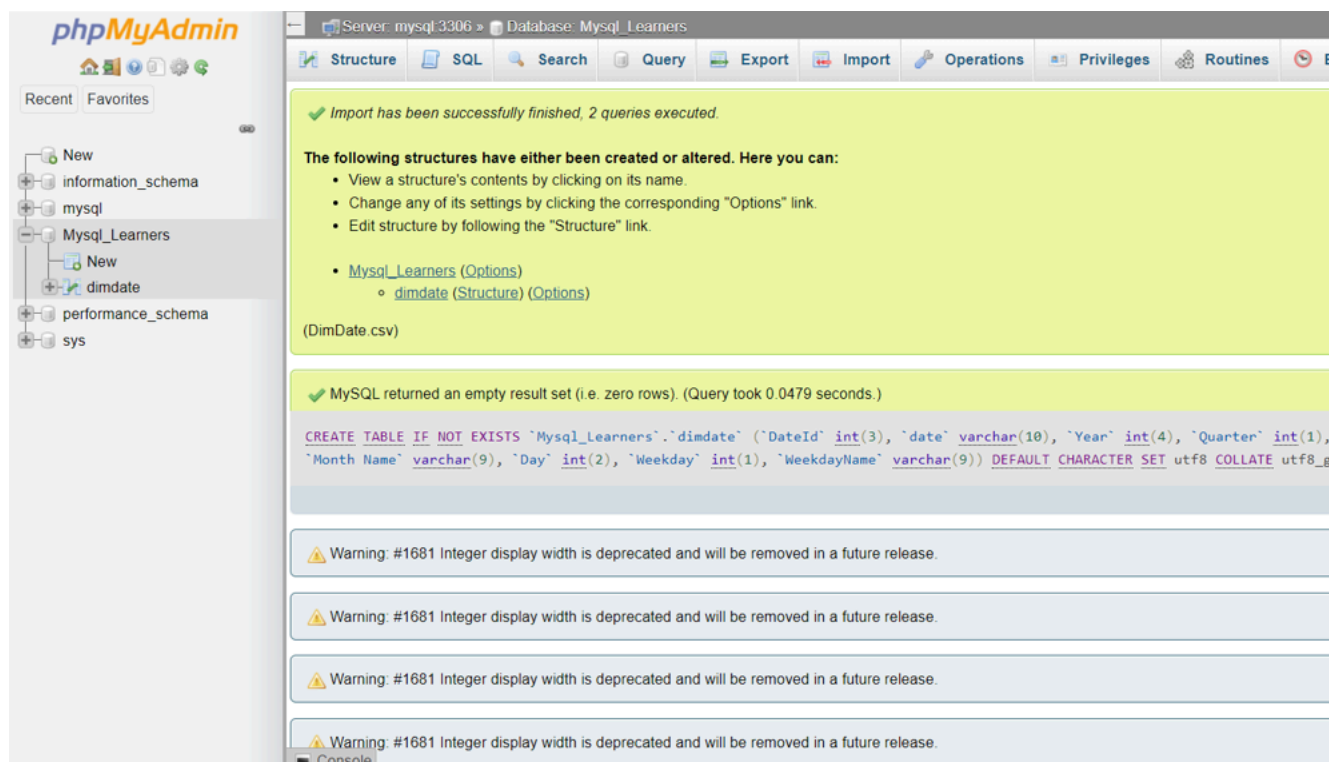 phpMyAdmin
Recent Favorites
New
information_schema
mysql
Mysql_Learners
New
dimdate
performance_schema
sys
Server: mysql:3306 » Database: Mysql_Learners
Structure SQL Search Query Export Import Operations Privileges Routines E
Import has been successfully finished, 2 queries executed.
The following structures have either been created or altered. Here you can:
• View a structure's contents by clicking on its name.
• Change any of its settings by clicking the corresponding "Options" link.
• Edit structure by following the "Structure" link.
• Mysql_Learners (Options)
dimdate (Structure) (Options)
(DimDate.csv)
MySQL returned an empty result set (i.e. zero rows). (Query took 0.0479 seconds.)
CREATE TABLE IF NOT EXISTS `Mysql_Learners`.`dimdate` (`DateId` int(3), `date` varchar(10), `Year` int(4), `Quarter` int(1),
`Month Name` varchar(9), `Day` int(2), `Weekday` int(1), `WeekdayName` varchar(9)) DEFAULT CHARACTER SET utf8 COLLATE utf8_g
Warning: #1681 Integer display width is deprecated and will be removed in a future release.
Warning: #1681 Integer display width is deprecated and will be removed in a future release.
Warning: #1681 Integer display width is deprecated and will be removed in a future release.
Warning: #1681 Integer display width is deprecated and will be removed in a future release.
Console